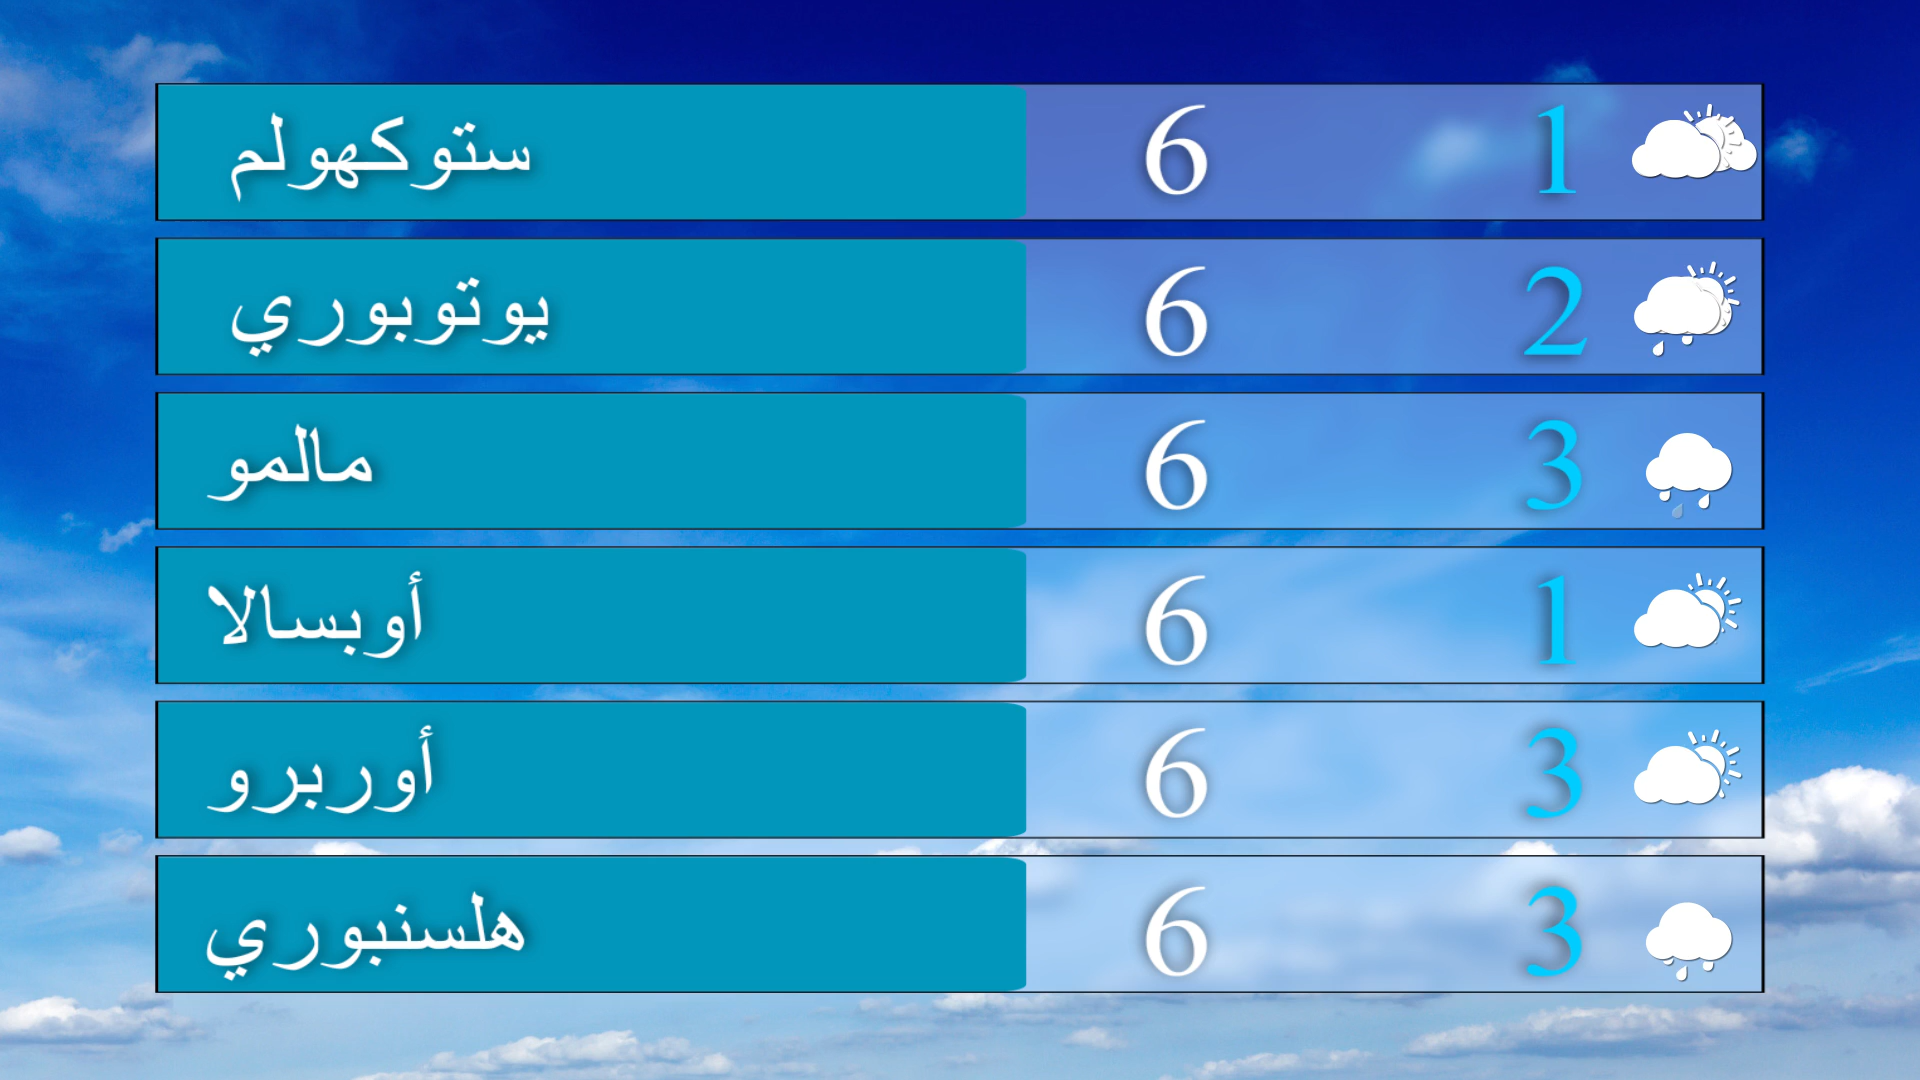 ستوكهولم 6 1
يوتوبوري 6 2
مالمو 6 3
أوبسالا 6 1
أوربرو 6 3
هلسنبوري 6 3